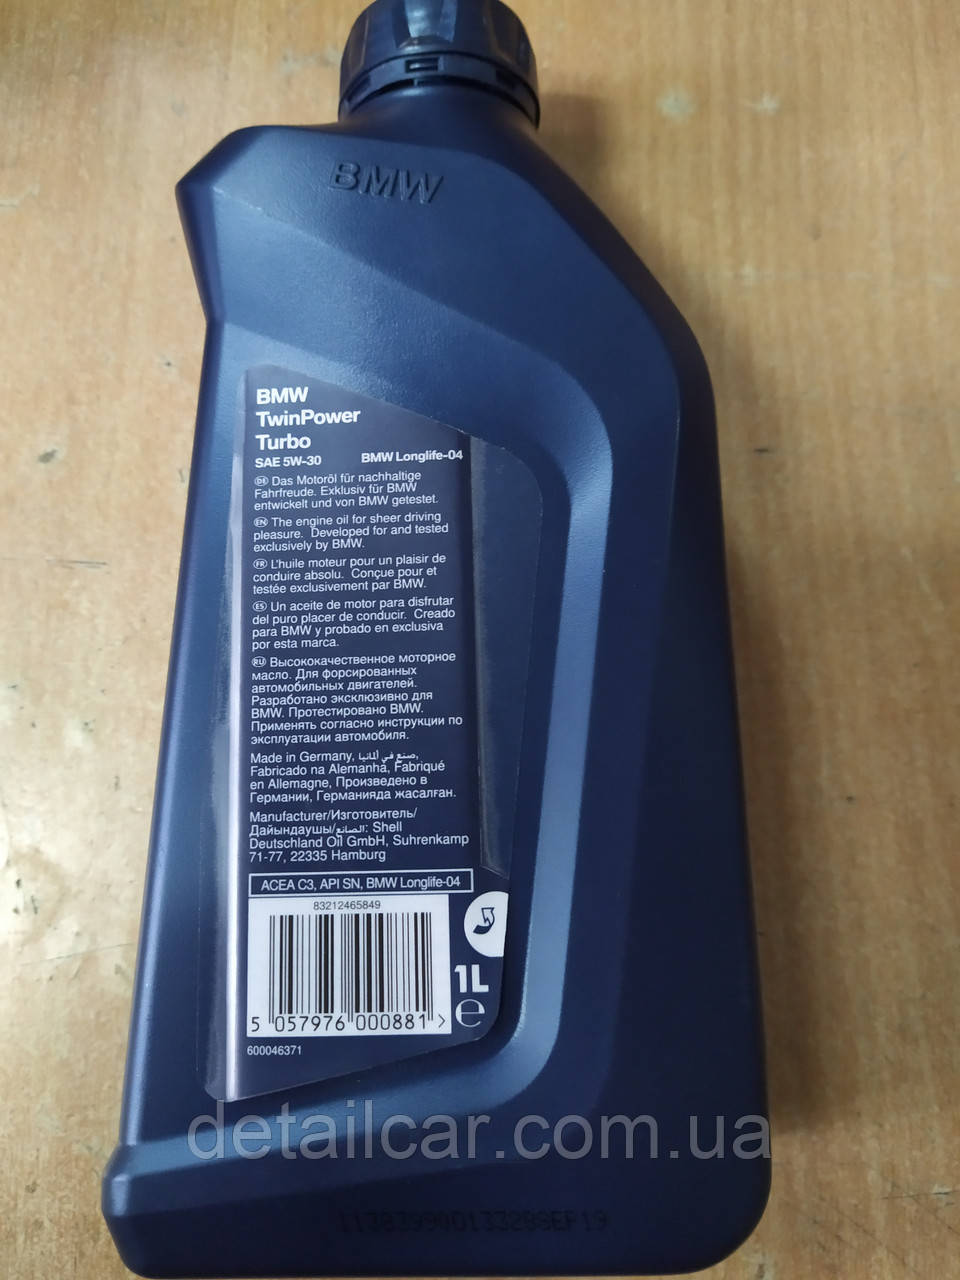 BMW
BMW
TwinPower
Turbo
SAE 5W-30 BMW Longlife-04
DE Das Motoröl für nachhaltige
Fahrfreude. Exklusiv für BMW
entwickelt und von BMW getestet.
EN The engine oil for sheer driving
pleasure. Developed for and tested
exclusively by BMW.
FR L'huile moteur pour un plaisir de
conduire absolu. Conçue pour et
testée exclusivement par BMW.
ES Un aceite de motor para disfrutar
del puro placer de conducir. Creado
para BMW y probado en exclusiva
por esta marca.
RU Высококачественное моторное
масло. Для форсированных
автомобильных двигателей.
Разработано эксклюзивно для
BMW. Протестировано BMW.
Применять согласно инструкции по
эксплуатации автомобиля.
Made in Germany, صنع في ألمانيا,
Fabricado na Alemanha, Fabriqué
en Allemagne, Произведено в
Германии, Германияда жасалған.
Manufacturer/Изготовитель/
Дайындаушы/الصانع: Shell
Deutschland Oil GmbH, Suhrenkamp
71-77, 22335 Hamburg
ACEA C3, API SN, BMW Longlife-04
83212465849
5 057976 000881 >
1L
e
600046371
detailcar.com.ua